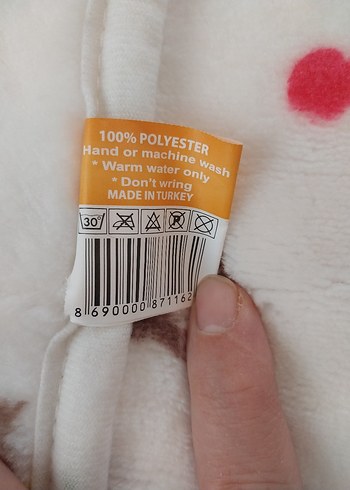 100% POLYESTER
Hand or machine wash
* Warm water only
* Don't wring
MADE IN TURKEY
30°
P
8 690000 871162